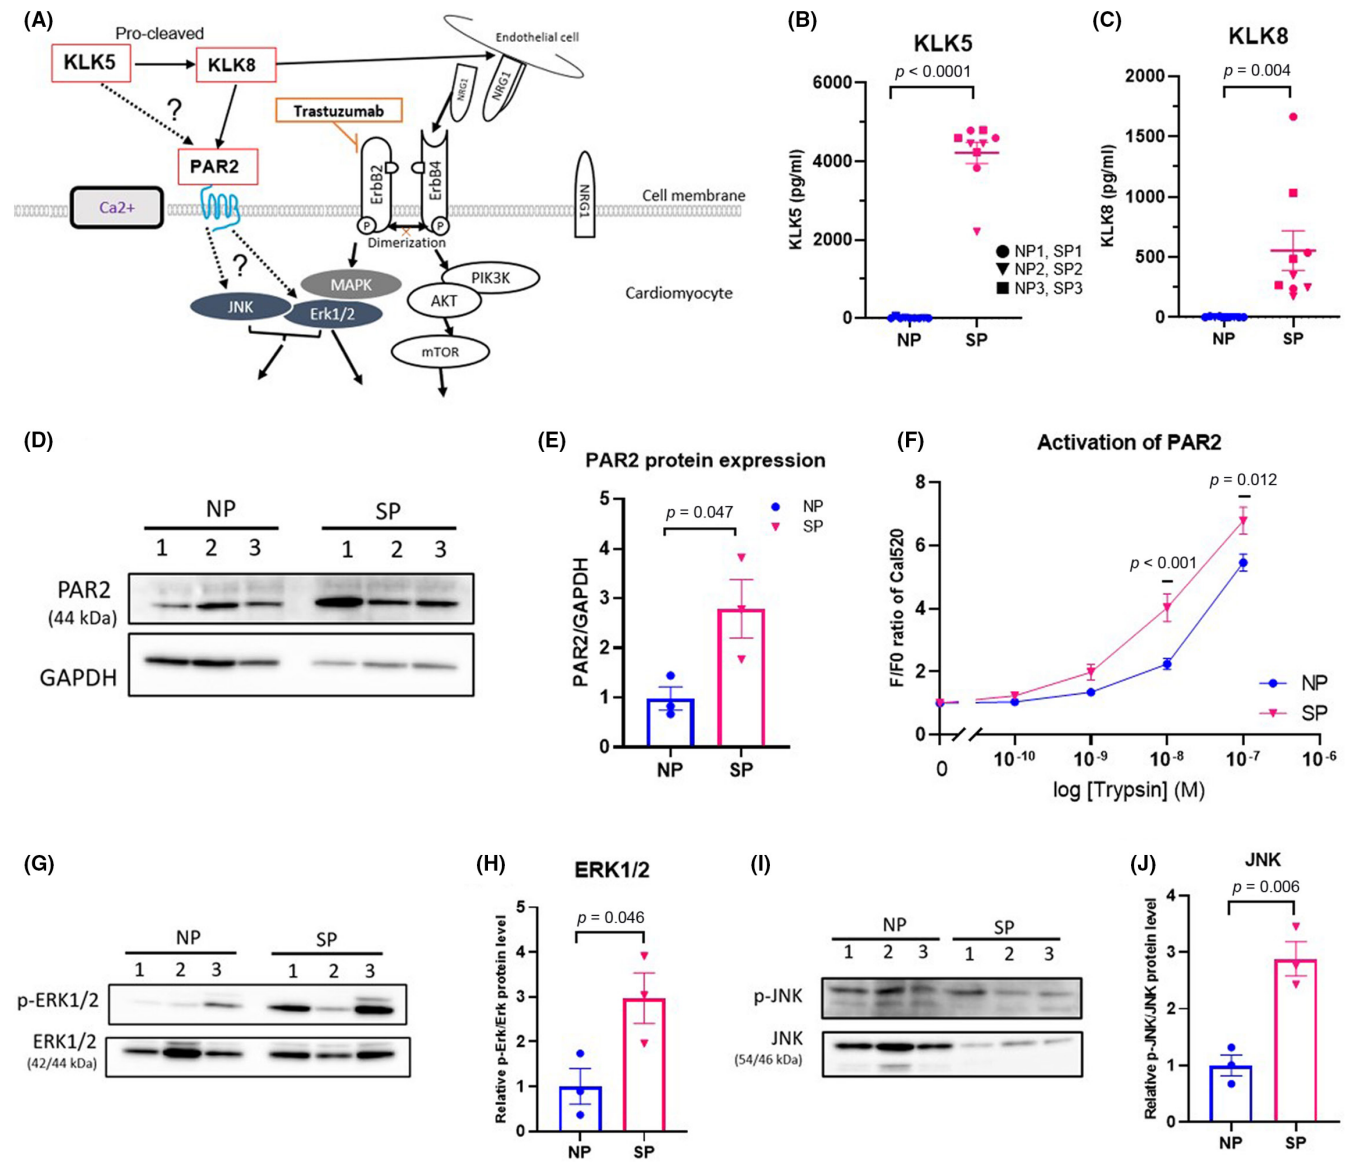 (A)
Pro-cleaved
KLK5
KLK8
Endothelial cell
NRG1
NRG1
?
Trastuzumab
PAR2
ErbB2
ErbB4
NRG1
Ca2+
Cell membrane
P
P
×
Dimerization
?
MAPK
PIK3K
JNK
Erk1/2
AKT
Cardiomyocyte
mTOR
(B)
KLK5
p < 0.0001
KLK5 (pg/ml)
6000
4000
2000
0
NP1, SP1
NP2, SP2
NP3, SP3
NP
SP
(C)
KLK8
p = 0.004
KLK8 (pg/ml)
2000
1500
1000
500
0
NP
SP
(D)
NP
SP
1 2 3 1 2 3
PAR2
(44 kDa)
GAPDH
(E)
PAR2 protein expression
p = 0.047
NP
SP
PAR2/GAPDH
5
4
3
2
1
0
NP
SP
(F)
Activation of PAR2
p = 0.012
p < 0.001
F/F0 ratio of Cal520
8
6
4
2
0
NP
SP
0 10-10 10-9 10-8 10-7 10-6
log [Trypsin] (M)
(G)
NP
SP
1 2 3 1 2 3
p-ERK1/2
ERK1/2
(42/44 kDa)
(H)
ERK1/2
p = 0.046
Relative p-Erk/Erk protein level
5
4
3
2
1
0
NP
SP
(I)
NP
SP
1 2 3 1 2 3
p-JNK
JNK
(54/46 kDa)
(J)
JNK
p = 0.006
Relative p-JNK/JNK protein level
4
3
2
1
0
NP
SP